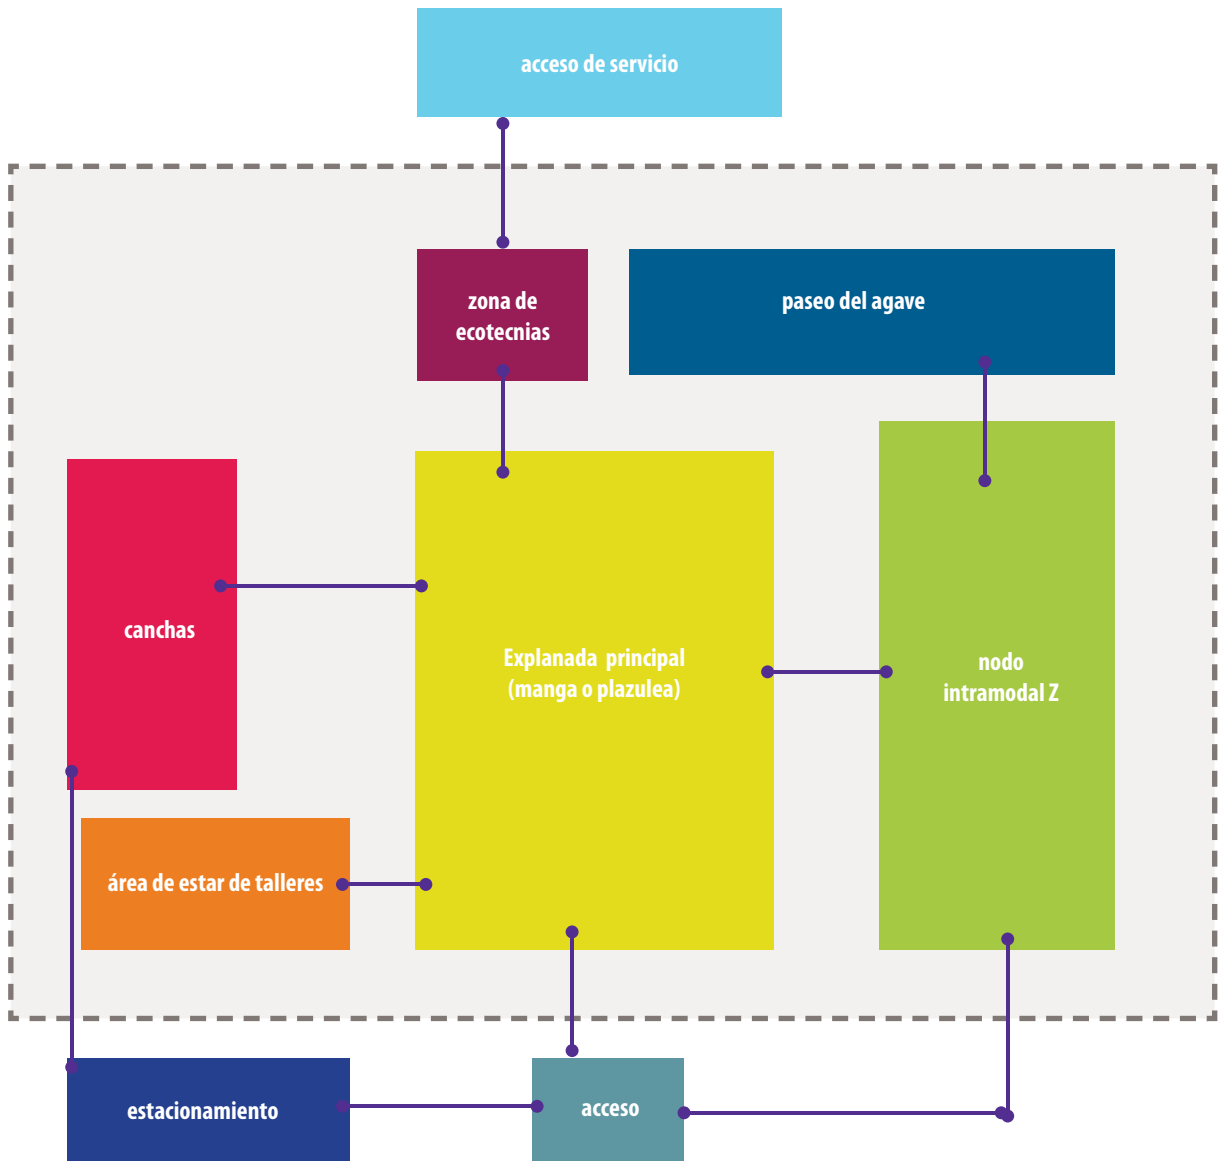 acceso de servicio
zona de
ecotecnias
paseo del agave
canchas
Explanada principal
(manga o plazulea)
nodo
intramodal Z
área de estar de talleres
estacionamiento
acceso